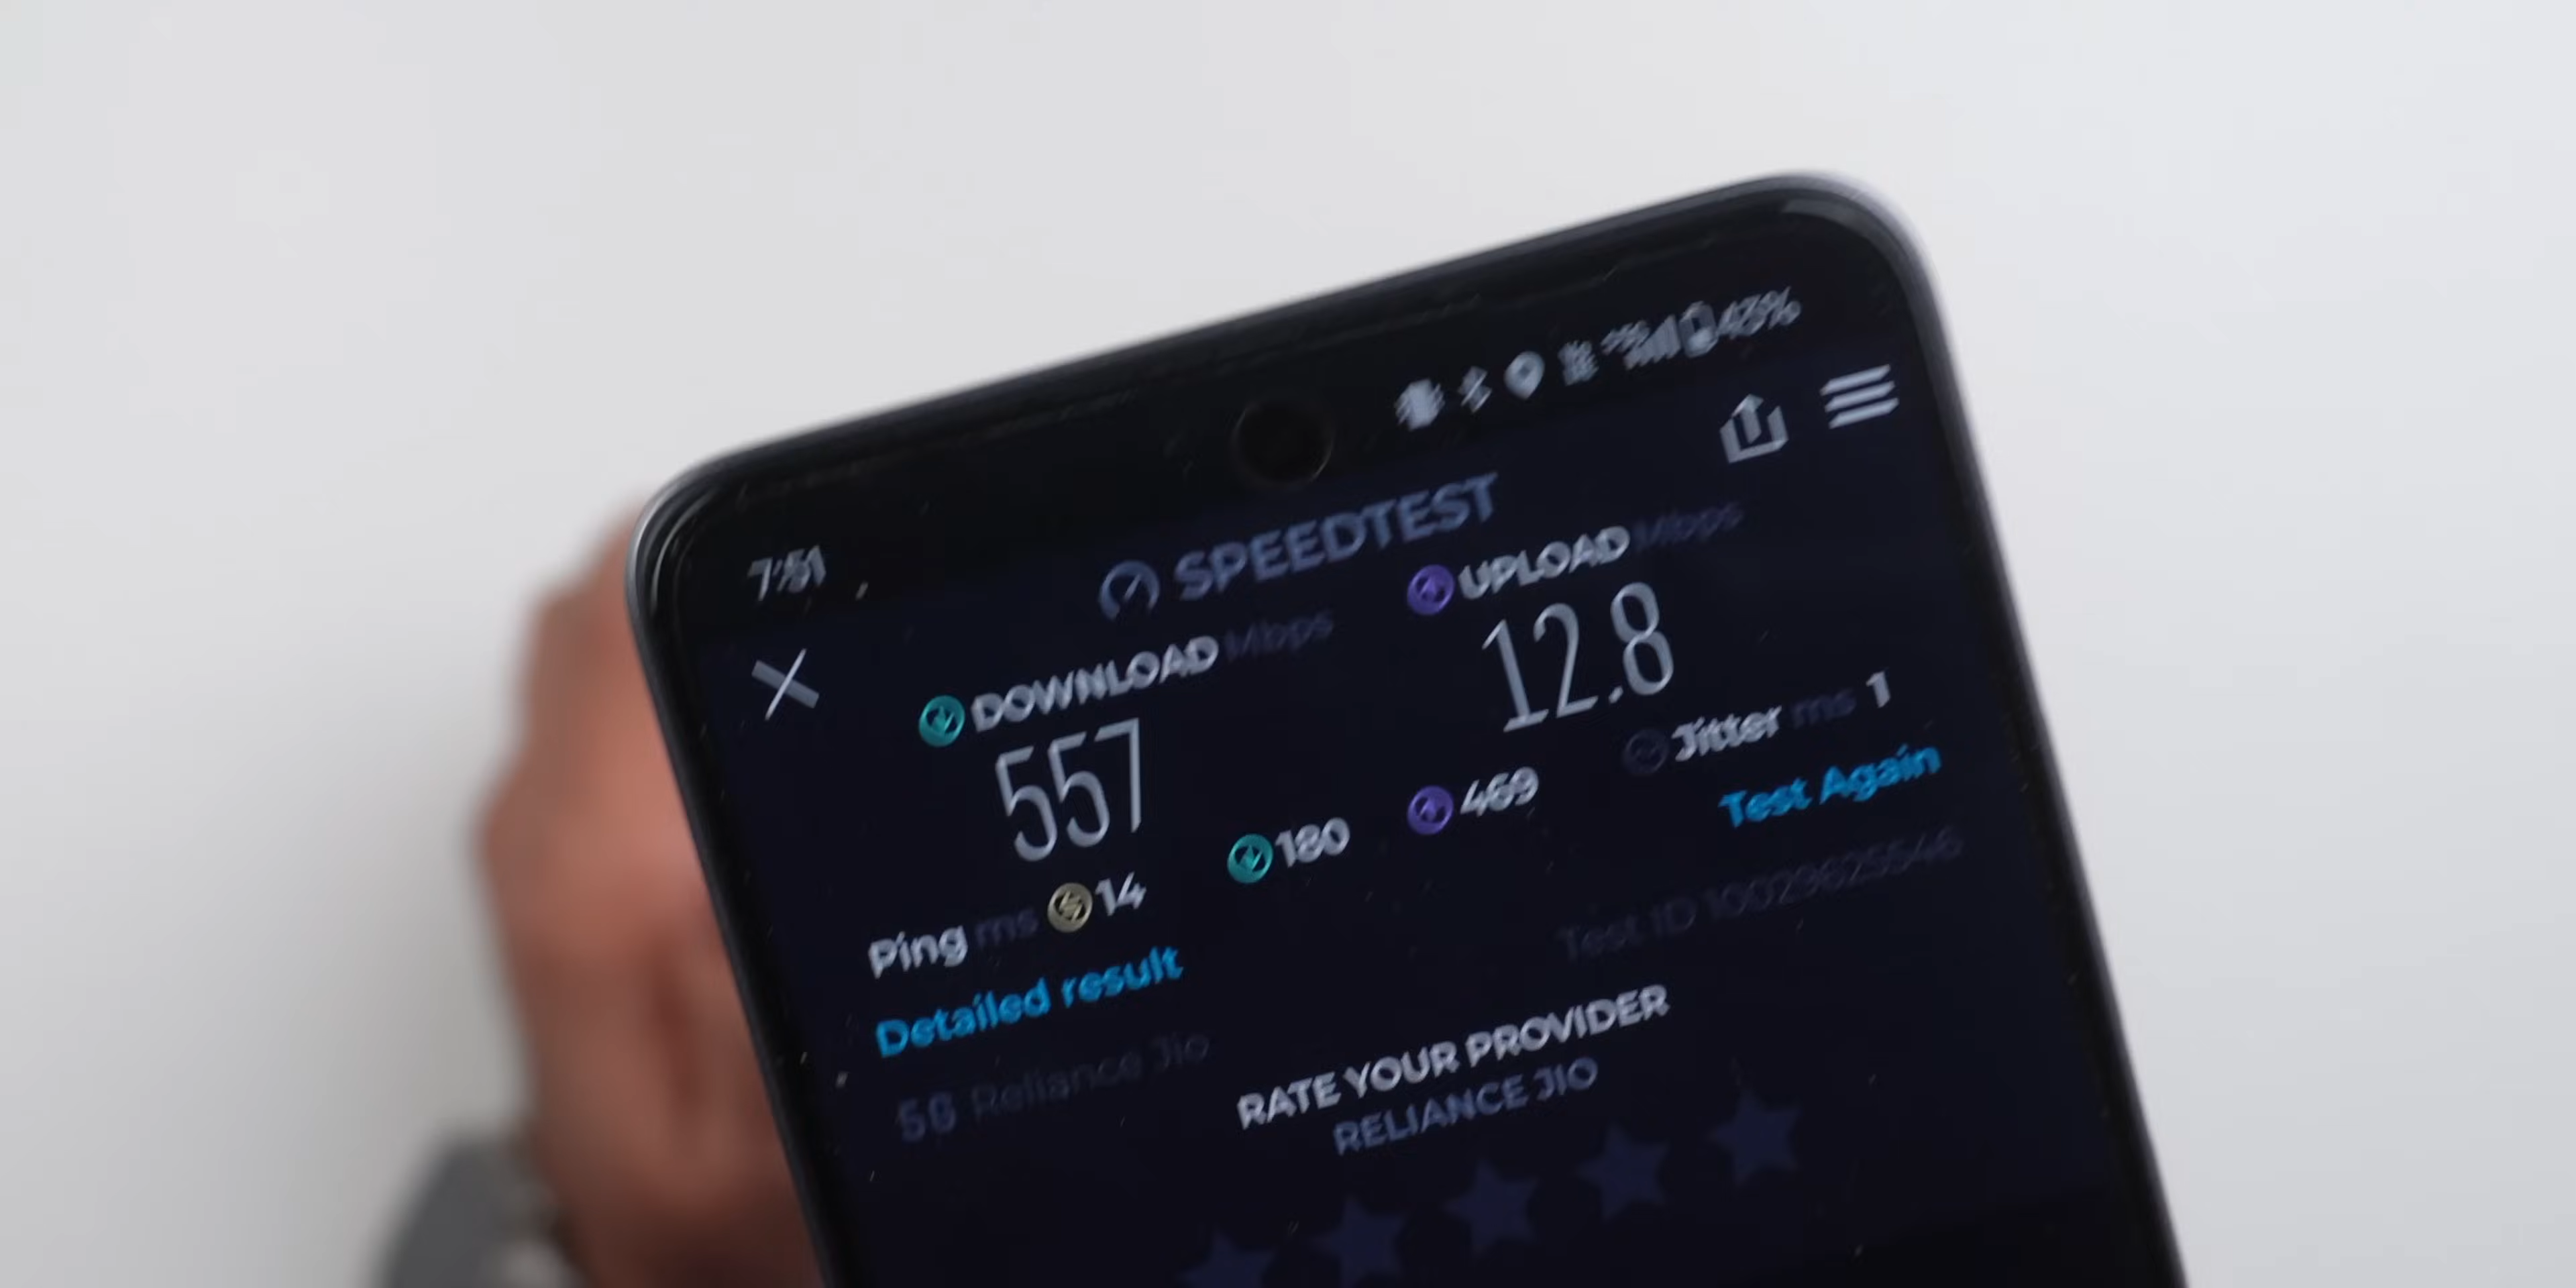 7:51
43%
SPEEDTEST
DOWNLOAD Mbps
UPLOAD Mbps
557
12.8
Ping ms 14
180
469
Jitter ms 1
Detailed result
Test Again
5G Reliance Jio
Test ID 10029625546
RATE YOUR PROVIDER
RELIANCE JIO